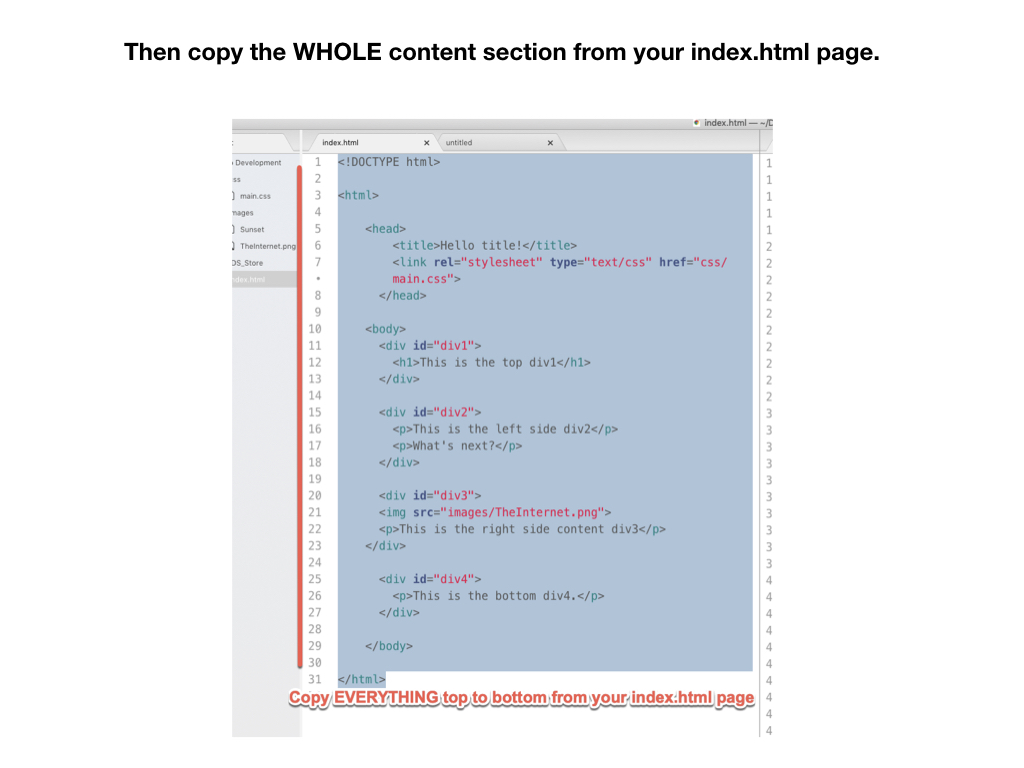 Then copy the WHOLE content section from your index.html page.
index.html — ~/D
index.html x untitled x
Development
main.css
Sunset
TheInternet.png
DS_Store
index.html
1 <!DOCTYPE html>
2
3 <html>
4
5 <head>
6 <title>Hello title!</title>
7 <link rel="stylesheet" type="text/css" href="css/
• main.css">
8 </head>
9
10 <body>
11 <div id="div1">
12 <h1>This is the top div1</h1>
13 </div>
14
15 <div id="div2">
16 <p>This is the left side div2</p>
17 <p>What's next?</p>
18 </div>
19
20 <div id="div3">
21 <img src="images/TheInternet.png">
22 <p>This is the right side content div3</p>
23 </div>
24
25 <div id="div4">
26 <p>This is the bottom div4.</p>
27 </div>
28
29 </body>
30
31 </html>
Copy EVERYTHING top to bottom from your index.html page